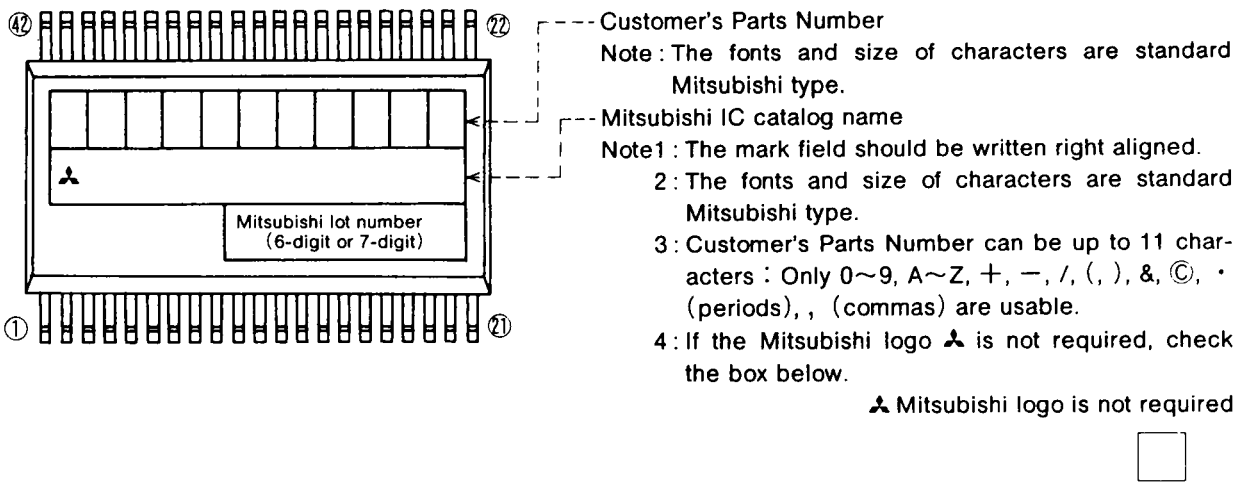 ㊷
㉒
Customer's Parts Number
Note : The fonts and size of characters are standard
Mitsubishi type.
Mitsubishi IC catalog name
Note1 : The mark field should be written right aligned.
2 : The fonts and size of characters are standard
Mitsubishi type.
3 : Customer's Parts Number can be up to 11 char-
acters : Only 0～9, A～Z, +, −, /, (, ), &, Ⓒ, ·
(periods), , (commas) are usable.
4 : If the Mitsubishi logo is not required, check
the box below.
Mitsubishi logo is not required
Mitsubishi lot number
(6-digit or 7-digit)
①
㉑